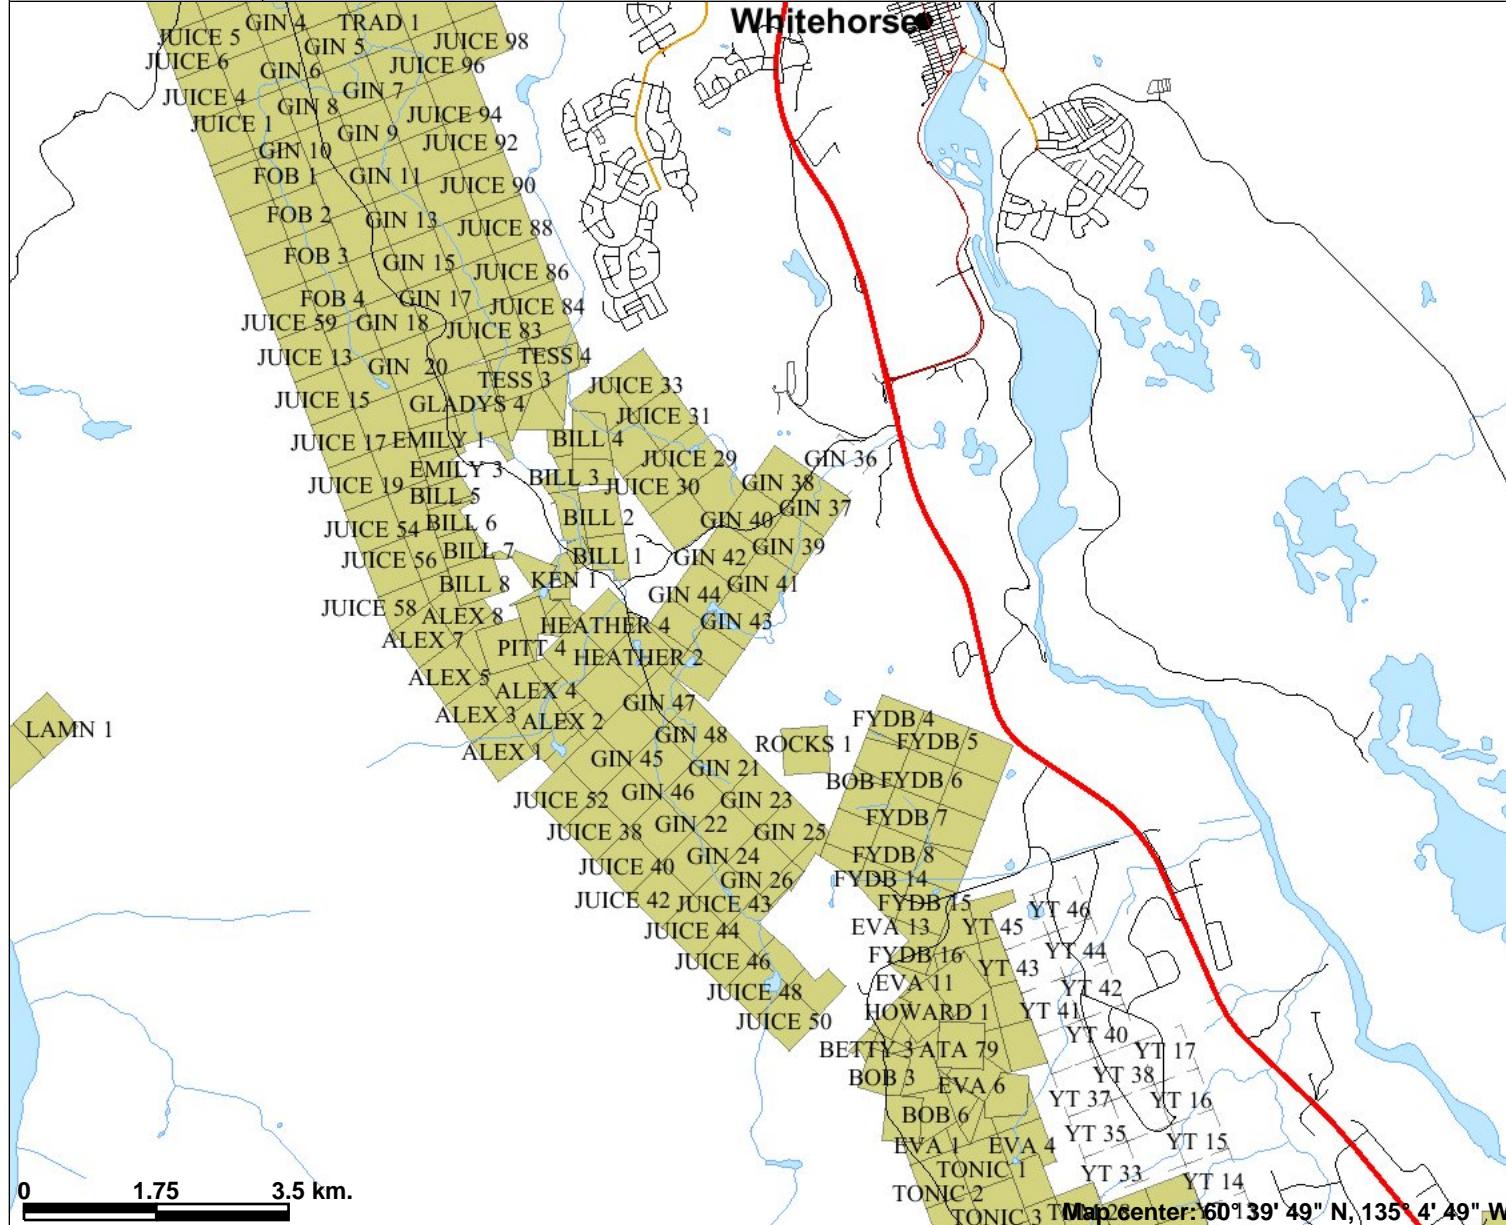 Whitehorse
GIN 4
TRAD 1
JUICE 5
GIN 5
JUICE 98
JUICE 6
GIN 6
JUICE 96
JUICE 4
GIN 7
GIN 8
JUICE 94
JUICE 1
GIN 9
JUICE 92
GIN 10
FOB 1
GIN 11
JUICE 90
FOB 2
GIN 13
JUICE 88
FOB 3
GIN 15
JUICE 86
FOB 4
GIN 17
JUICE 84
JUICE 59
GIN 18
JUICE 83
JUICE 13
GIN 20
TESS 4
TESS 3
JUICE 33
JUICE 15
GLADYS 4
JUICE 31
JUICE 17
EMILY 1
BILL 4
EMILY 3
JUICE 29
GIN 36
JUICE 19
BILL 5
BILL 3
JUICE 30
GIN 38
GIN 37
JUICE 54
BILL 6
BILL 2
GIN 40
JUICE 56
BILL 7
BILL 1
GIN 42
GIN 39
BILL 8
KEN 1
GIN 44
GIN 41
JUICE 58
ALEX 8
HEATHER 4
GIN 43
ALEX 7
PITT 4
HEATHER 2
ALEX 5
ALEX 4
GIN 47
LAMN 1
ALEX 3
ALEX 2
GIN 48
ROCKS 1
FYDB 4
FYDB 5
ALEX 1
GIN 45
GIN 21
BOB
FYDB 6
JUICE 52
GIN 46
GIN 23
FYDB 7
JUICE 38
GIN 22
GIN 25
JUICE 40
GIN 24
FYDB 8
GIN 26
FYDB 14
JUICE 42
JUICE 43
FYDB 15
YT 46
JUICE 44
EVA 13
YT 45
JUICE 46
FYDB 16
YT 44
YT 43
JUICE 48
EVA 11
YT 42
JUICE 50
HOWARD 1
YT 41
YT 40
BETTY 3
ATA 79
YT 17
BOB 3
EVA 6
YT 38
BOB 6
YT 37
YT 16
EVA 1
EVA 4
YT 35
YT 15
TONIC 1
YT 33
YT 14
TONIC 2
TONIC 3
0 1.75 3.5 km.
Map center: 60° 39' 49" N, 135° 4' 49" W